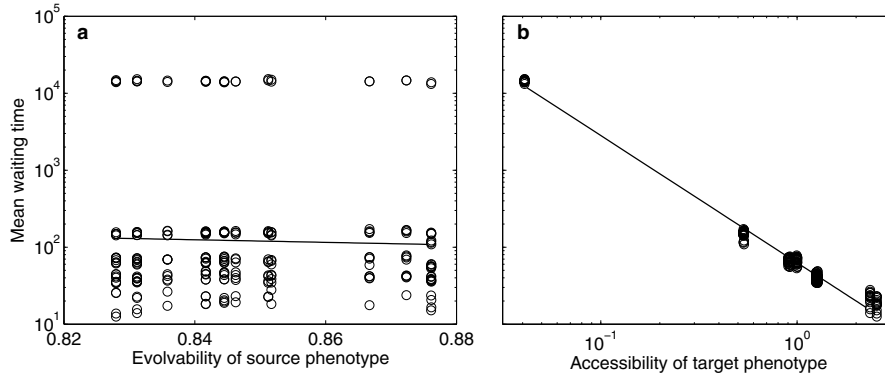 a
b
Mean waiting time
10^5
10^4
10^3
10^2
10^1
0.82
0.84
0.86
0.88
Evolvability of source phenotype
10^−1
10^0
Accessibility of target phenotype